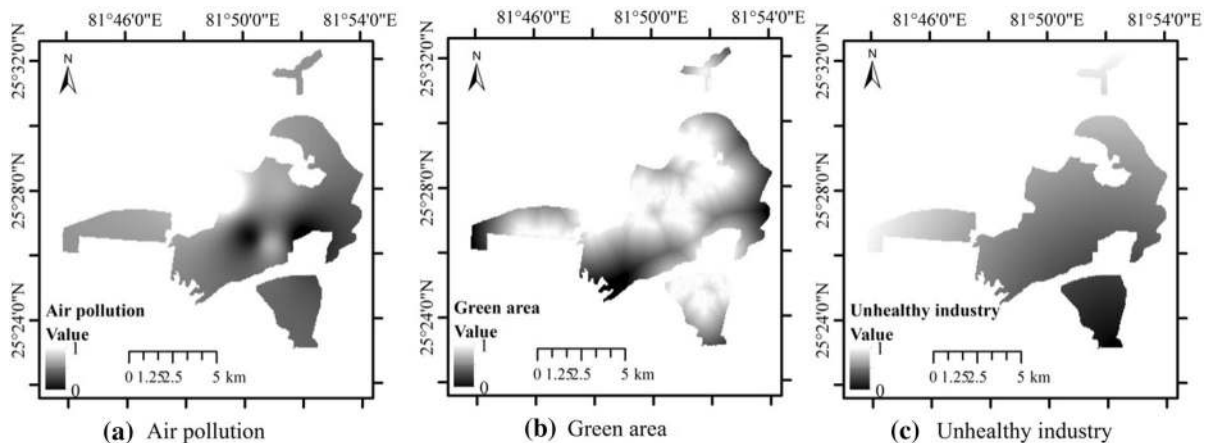 81°46'0"E 81°50'0"E 81°54'0"E
25°32'0"N
25°28'0"N
25°24'0"N
N
Air pollution
Value
1
0
0 1.25 2.5 5 km
(a) Air pollution
81°46'0"E 81°50'0"E 81°54'0"E
25°32'0"N
25°28'0"N
25°24'0"N
N
Green area
Value
1
0
0 1.25 2.5 5 km
(b) Green area
81°46'0"E 81°50'0"E 81°54'0"E
25°32'0"N
25°28'0"N
25°24'0"N
N
Unhealthy industry
Value
1
0
0 1.25 2.5 5 km
(c) Unhealthy industry